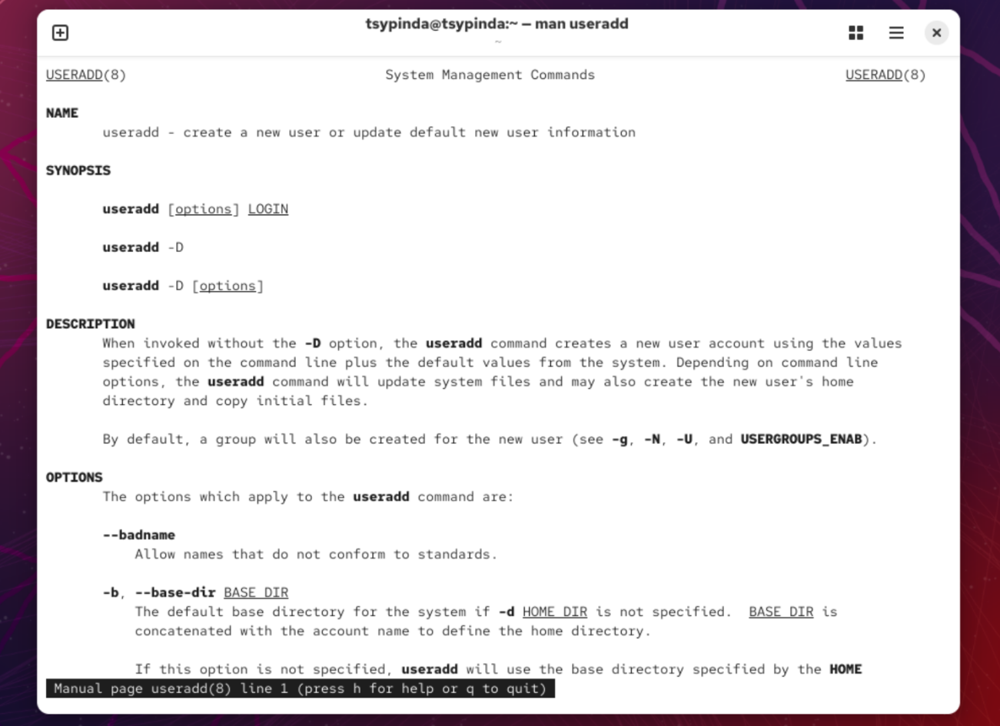 tsypinda@tsypinda:~ — man useradd
~
USERADD(8) System Management Commands USERADD(8)
NAME
useradd - create a new user or update default new user information
SYNOPSIS
useradd [options] LOGIN
useradd -D
useradd -D [options]
DESCRIPTION
When invoked without the -D option, the useradd command creates a new user account using the values
specified on the command line plus the default values from the system. Depending on command line
options, the useradd command will update system files and may also create the new user's home
directory and copy initial files.
By default, a group will also be created for the new user (see -g, -N, -U, and USERGROUPS_ENAB).
OPTIONS
The options which apply to the useradd command are:
--badname
Allow names that do not conform to standards.
-b, --base-dir BASE_DIR
The default base directory for the system if -d HOME_DIR is not specified.  BASE_DIR is
concatenated with the account name to define the home directory.
If this option is not specified, useradd will use the base directory specified by the HOME
Manual page useradd(8) line 1 (press h for help or q to quit)